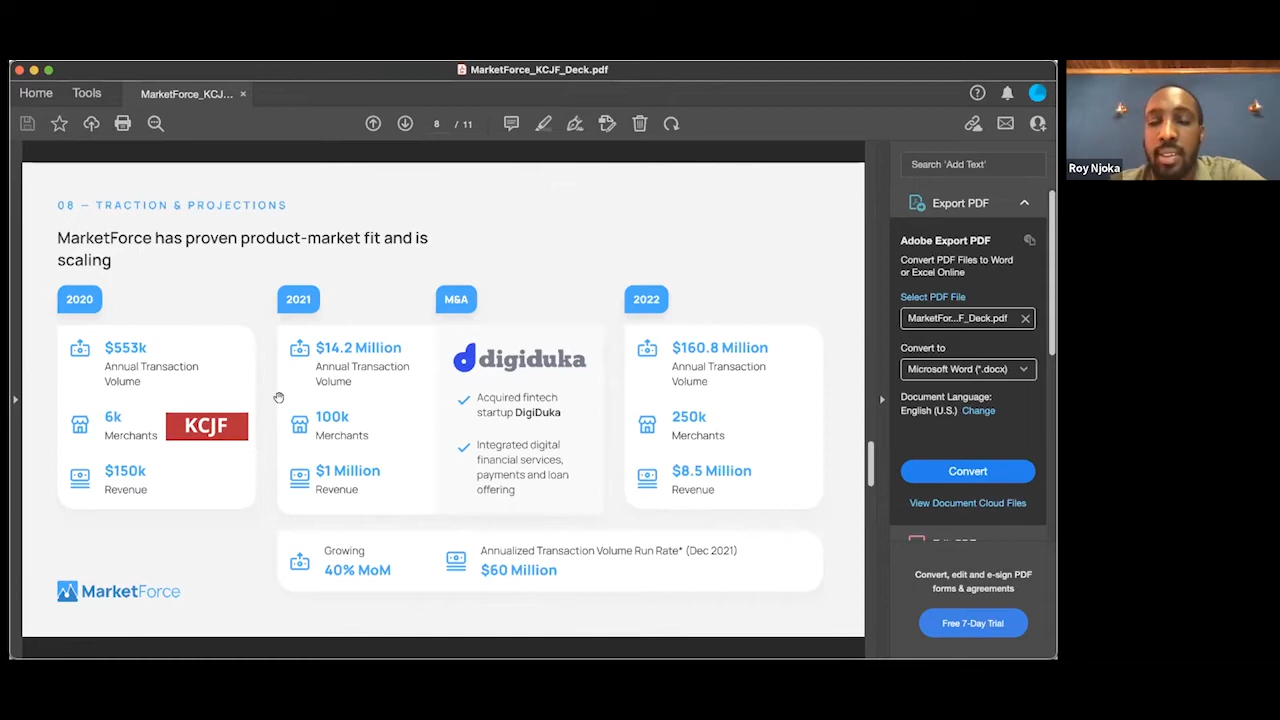 MarketForce_KCJF_Deck.pdf
Home
Tools
MarketForce_KCJ... ×
8 / 11
Search 'Add Text'
Export PDF
Adobe Export PDF
Convert PDF Files to Word
or Excel Online
Select PDF File
MarketFor...F_Deck.pdf
Convert to
Microsoft Word (*.docx)
Document Language:
English (U.S.) Change
Convert
View Document Cloud Files
Convert, edit and e-sign PDF
forms & agreements
Free 7-Day Trial
Roy Njoka
08 — TRACTION & PROJECTIONS
MarketForce has proven product-market fit and is
scaling
2020
$553k
Annual Transaction
Volume
6k
Merchants
KCJF
$150k
Revenue
2021
$14.2 Million
Annual Transaction
Volume
100k
Merchants
$1 Million
Revenue
M&A
digiduka
Acquired fintech
startup DigiDuka
Integrated digital
financial services,
payments and loan
offering
2022
$160.8 Million
Annual Transaction
Volume
250k
Merchants
$8.5 Million
Revenue
Growing
40% MoM
Annualized Transaction Volume Run Rate* (Dec 2021)
$60 Million
MarketForce